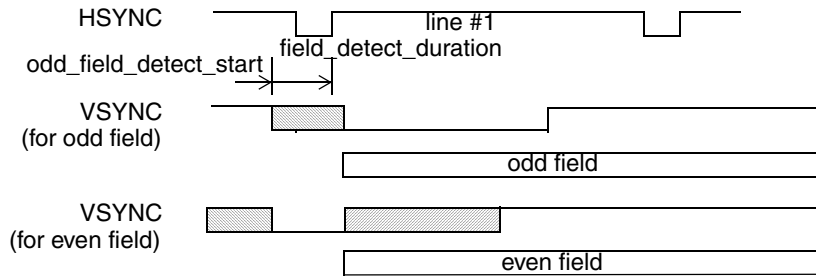 HSYNC
line #1
field_detect_duration
odd_field_detect_start
VSYNC
(for odd field)
odd field
VSYNC
(for even field)
even field